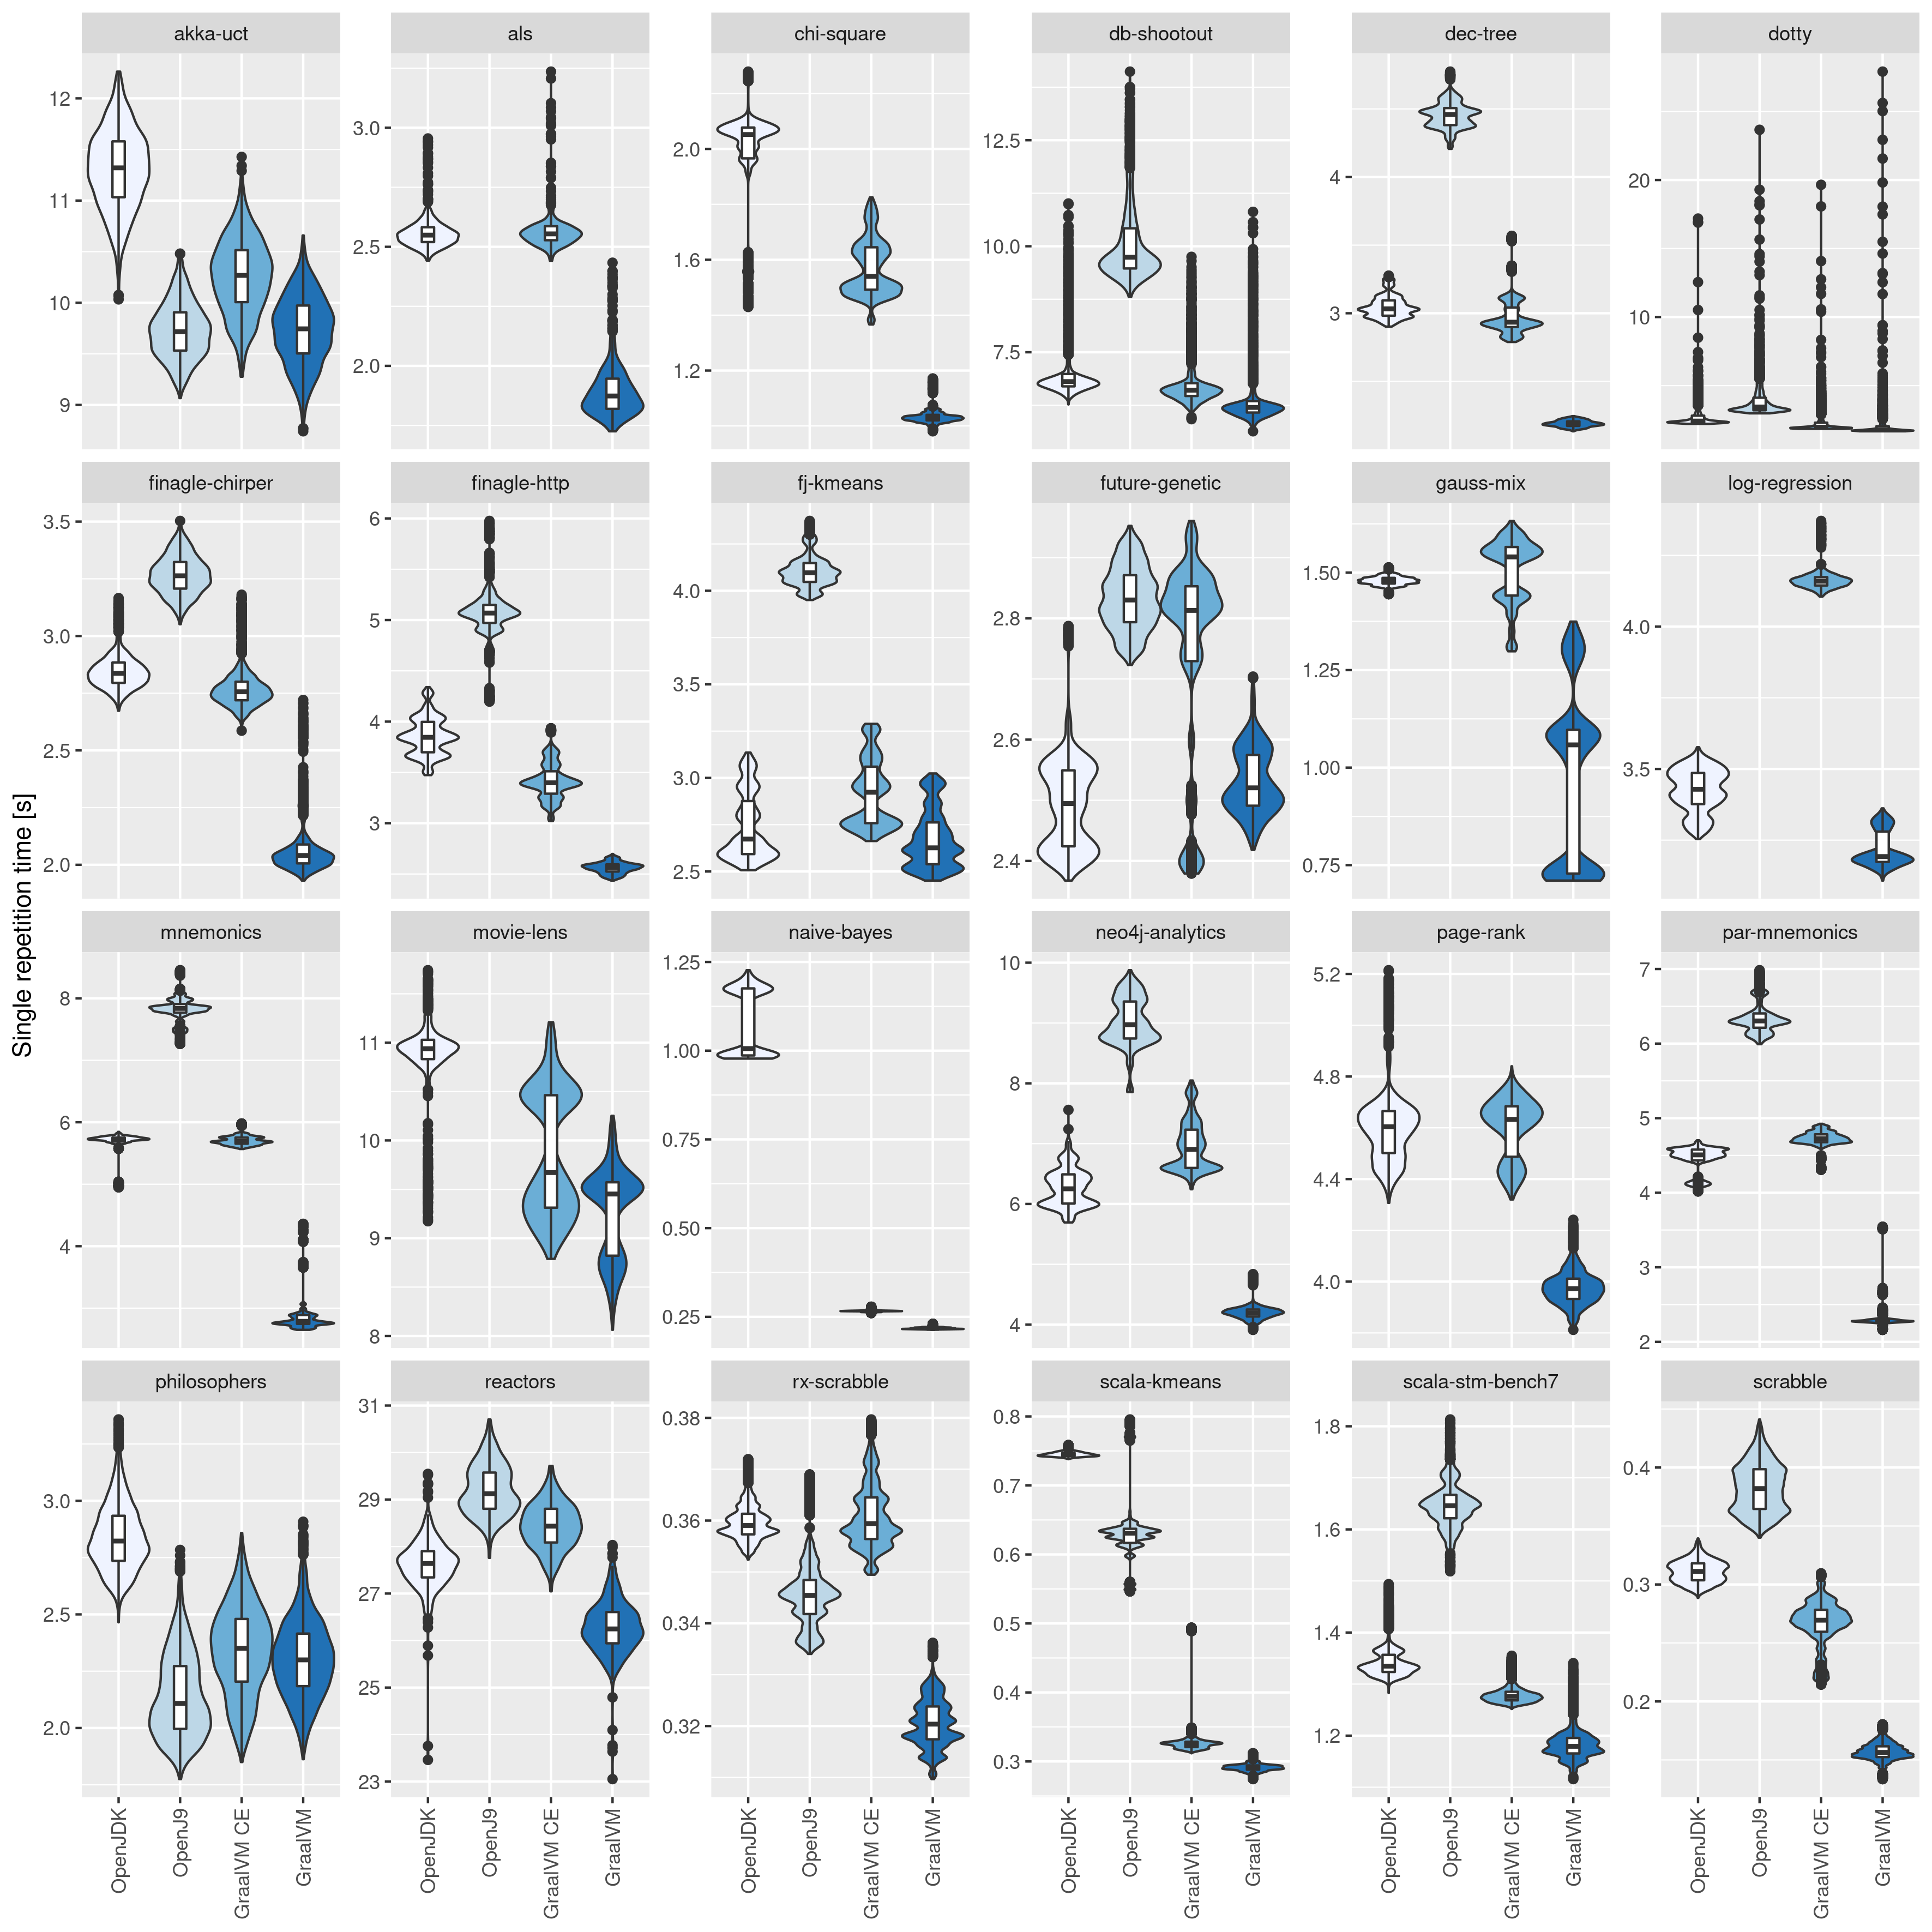 Single repetition time [s]
akka-uct
12
11
10
9
als
3.0
2.5
2.0
chi-square
2.0
1.6
1.2
db-shootout
12.5
10.0
7.5
dec-tree
4
3
dotty
20
10
finagle-chirper
3.5
3.0
2.5
2.0
finagle-http
6
5
4
3
fj-kmeans
4.0
3.5
3.0
2.5
future-genetic
2.8
2.6
2.4
gauss-mix
1.50
1.25
1.00
0.75
log-regression
4.0
3.5
mnemonics
8
6
4
movie-lens
11
10
9
8
naive-bayes
1.25
1.00
0.75
0.50
0.25
neo4j-analytics
10
8
6
4
page-rank
5.2
4.8
4.4
4.0
par-mnemonics
7
6
5
4
3
2
philosophers
3.0
2.5
2.0
reactors
31
29
27
25
23
rx-scrabble
0.38
0.36
0.34
0.32
scala-kmeans
0.8
0.7
0.6
0.5
0.4
0.3
scala-stm-bench7
1.8
1.6
1.4
1.2
scrabble
0.4
0.3
0.2
OpenJDK
OpenJ9
GraalVM CE
GraalVM
OpenJDK
OpenJ9
GraalVM CE
GraalVM
OpenJDK
OpenJ9
GraalVM CE
GraalVM
OpenJDK
OpenJ9
GraalVM CE
GraalVM
OpenJDK
OpenJ9
GraalVM CE
GraalVM
OpenJDK
OpenJ9
GraalVM CE
GraalVM